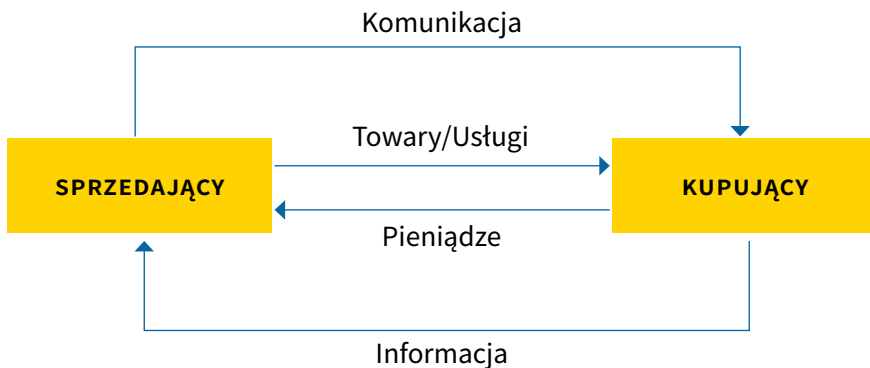 Komunikacja
Towary/Usługi
SPRZEDAJĄCY
KUPUJĄCY
Pieniądze
Informacja